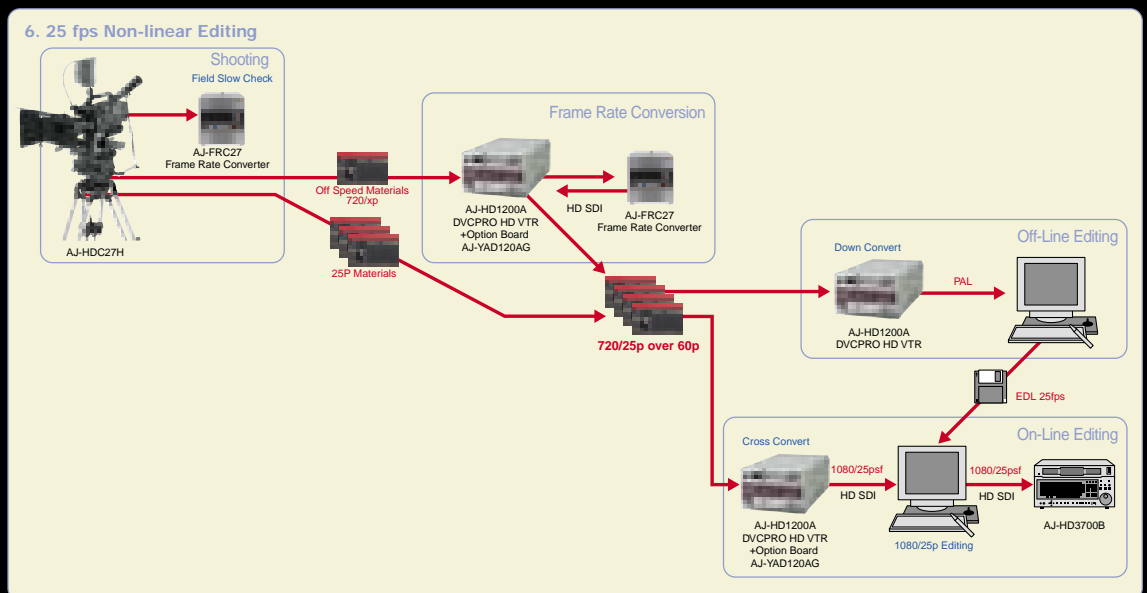 6. 25 fps Non-linear Editing
Shooting
Field Slow Check
AJ-FRC27
Frame Rate Converter
AJ-HDC27H
Off Speed Materials
720/xp
25P Materials
Frame Rate Conversion
AJ-HD1200A
DVCPRO HD VTR
+Option Board
AJ-YAD120AG
HD SDI
AJ-FRC27
Frame Rate Converter
720/25p over 60p
Off-Line Editing
Down Convert
AJ-HD1200A
DVCPRO HD VTR
PAL
EDL 25fps
On-Line Editing
Cross Convert
AJ-HD1200A
DVCPRO HD VTR
+Option Board
AJ-YAD120AG
1080/25psf
HD SDI
1080/25p Editing
1080/25psf
HD SDI
AJ-HD3700B